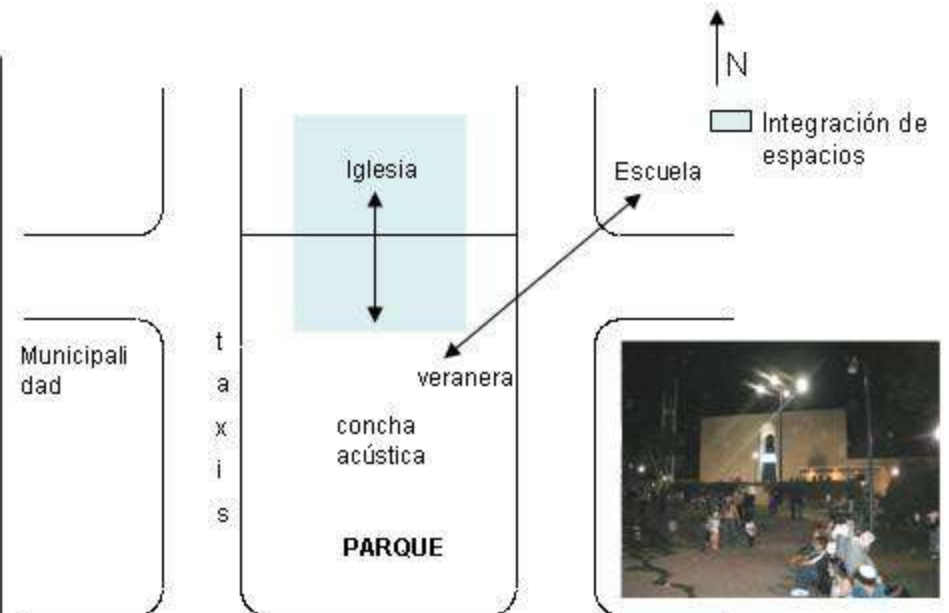 N
Integración de
espacios
Iglesia
Escuela
Municipali
dad
t
a
x
i
s
veranera
concha
acústica
PARQUE